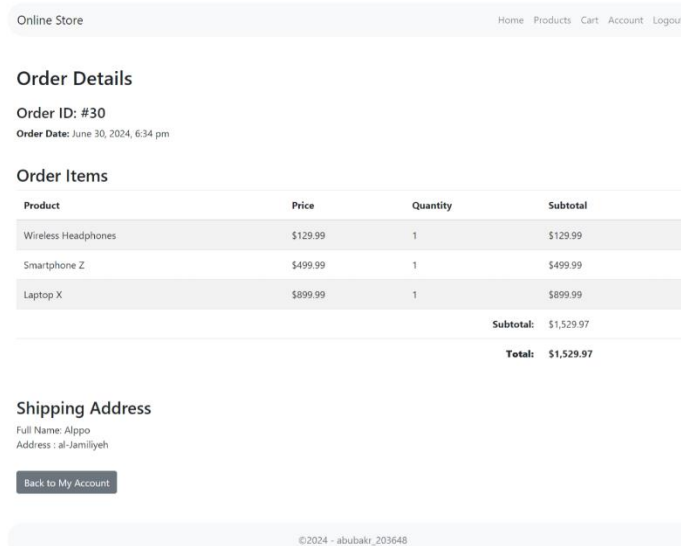 Online Store Home Products Cart Account Logout
Order Details
Order ID: #30
Order Date: June 30, 2024, 6:34 pm
Order Items
Product Price Quantity Subtotal
Wireless Headphones $129.99 1 $129.99
Smartphone Z $499.99 1 $499.99
Laptop X $899.99 1 $899.99
Subtotal: $1,529.97
Total: $1,529.97
Shipping Address
Full Name: Alppo
Address : al-Jamiliyeh
Back to My Account
©2024 - abubakr_203648